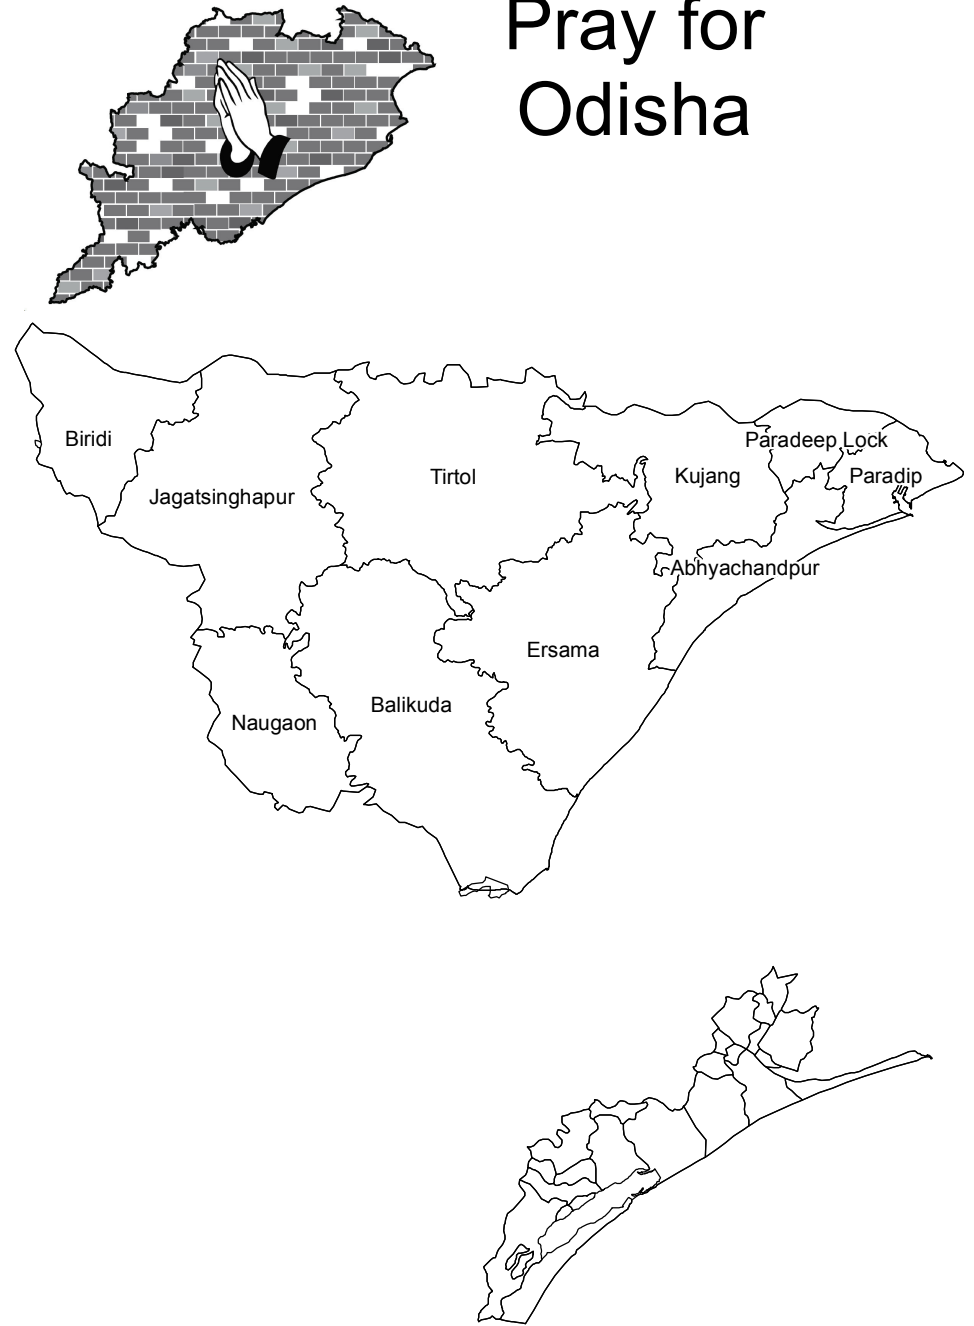 Pray for
Odisha
Biridi
Jagatsinghapur
Tirtol
Kujang
Paradeep Lock
Paradip
Abhyachandpur
Ersama
Balikuda
Naugaon